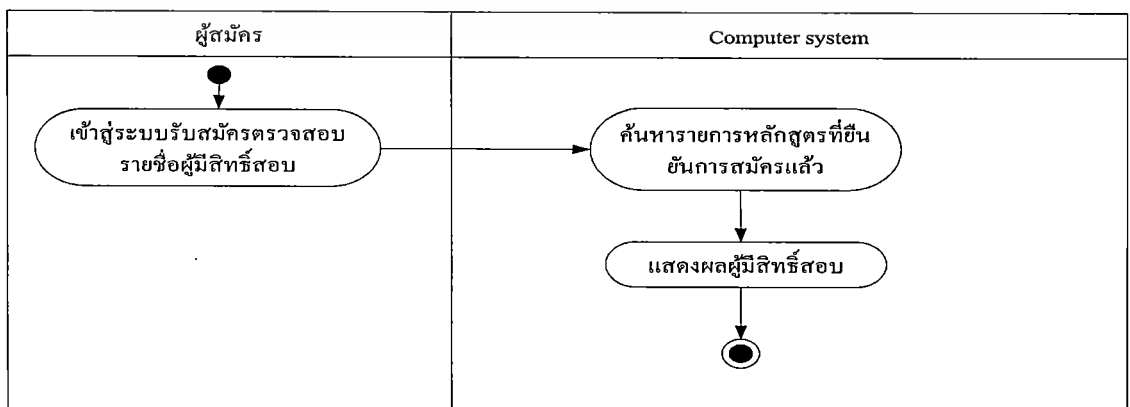 ผู้สมัคร
Computer system
เข้าสู่ระบบรับสมัครตรวจสอบ
รายชื่อผู้มีสิทธิ์สอบ
ค้นหารายการหลักสูตรที่ยืน
ยันการสมัครแล้ว
แสดงผลผู้มีสิทธิ์สอบ